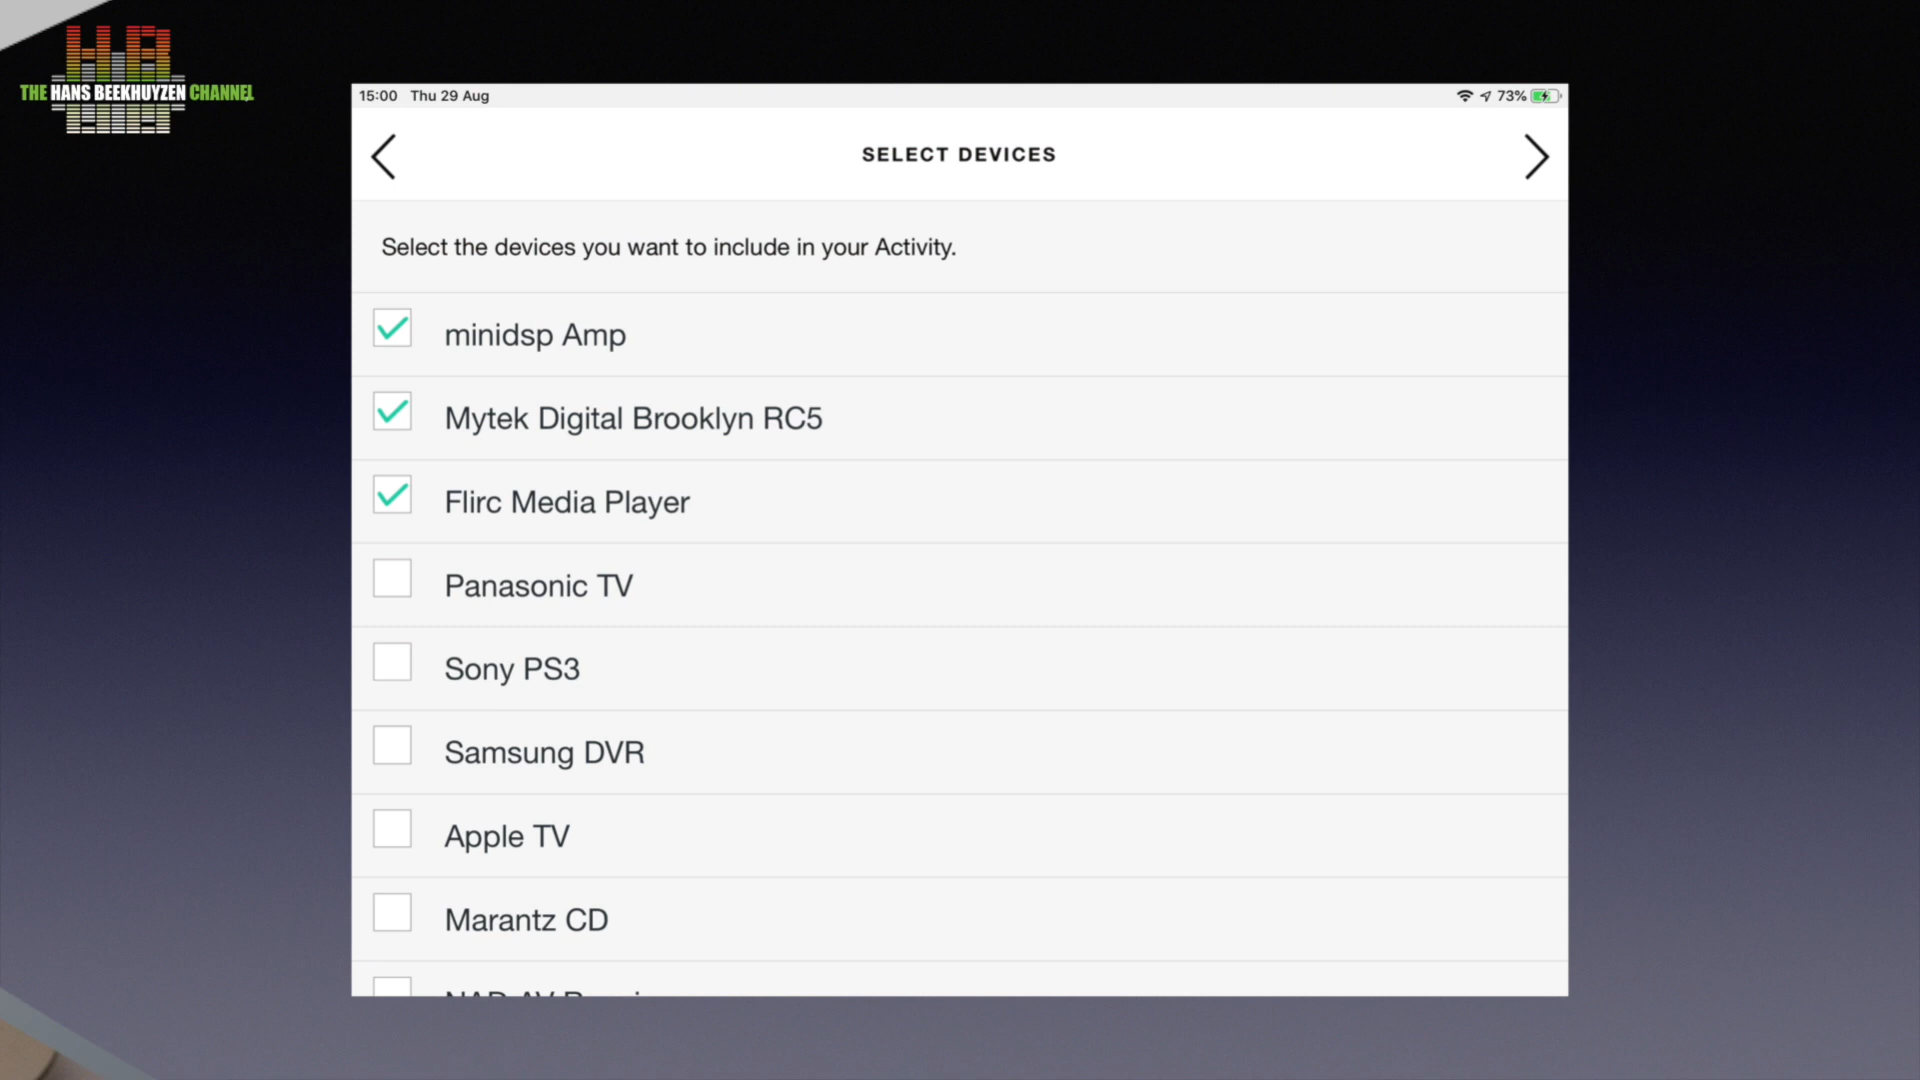 THE HANS BEEKHUYZEN CHANNEL
15:00 Thu 29 Aug
73%
SELECT DEVICES
Select the devices you want to include in your Activity.
minidsp Amp
Mytek Digital Brooklyn RC5
Flirc Media Player
Panasonic TV
Sony PS3
Samsung DVR
Apple TV
Marantz CD